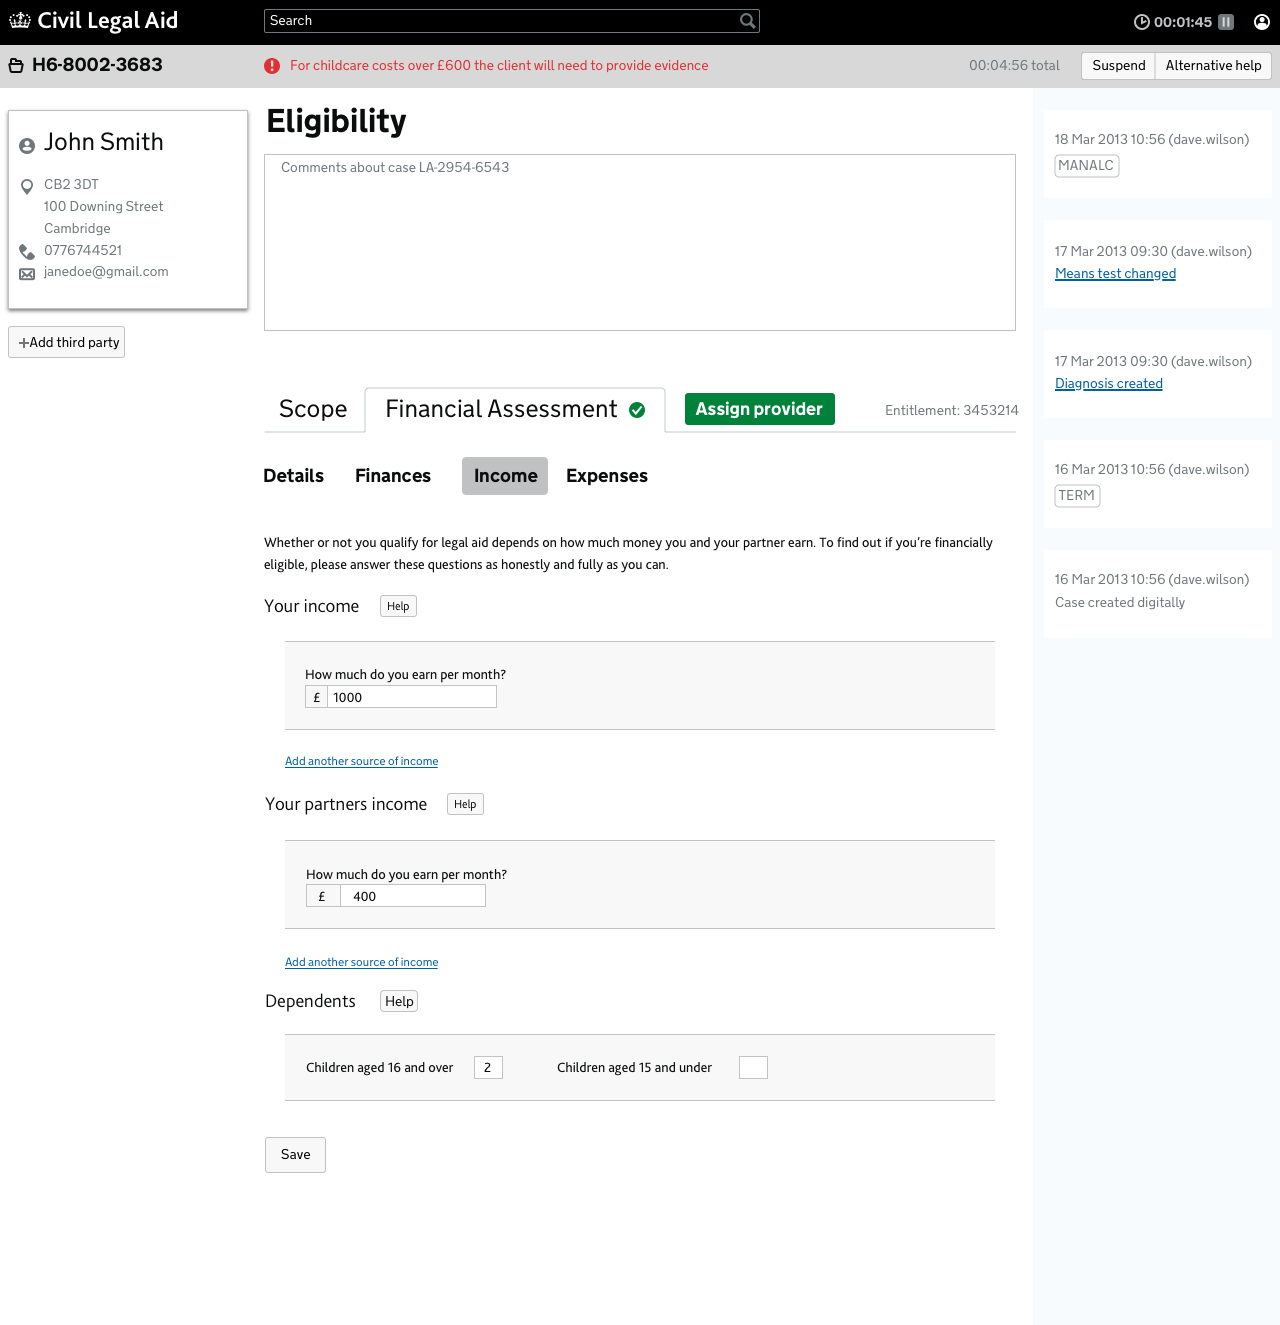 Civil Legal Aid
Search
00:01:45
H6-8002-3683
For childcare costs over £600 the client will need to provide evidence
00:04:56 total
Suspend
Alternative help
John Smith
CB2 3DT
100 Downing Street
Cambridge
0776744521
janedoe@gmail.com
+Add third party
Eligibility
Comments about case LA-2954-6543
Scope
Financial Assessment
Assign provider
Entitlement: 3453214
Details
Finances
Income
Expenses
Whether or not you qualify for legal aid depends on how much money you and your partner earn. To find out if you’re financially
eligible, please answer these questions as honestly and fully as you can.
Your income
Help
How much do you earn per month?
£ 1000
Add another source of income
Your partners income
Help
How much do you earn per month?
£ 400
Add another source of income
Dependents
Help
Children aged 16 and over 2
Children aged 15 and under
Save
18 Mar 2013 10:56 (dave.wilson)
MANALC
17 Mar 2013 09:30 (dave.wilson)
Means test changed
17 Mar 2013 09:30 (dave.wilson)
Diagnosis created
16 Mar 2013 10:56 (dave.wilson)
TERM
16 Mar 2013 10:56 (dave.wilson)
Case created digitally